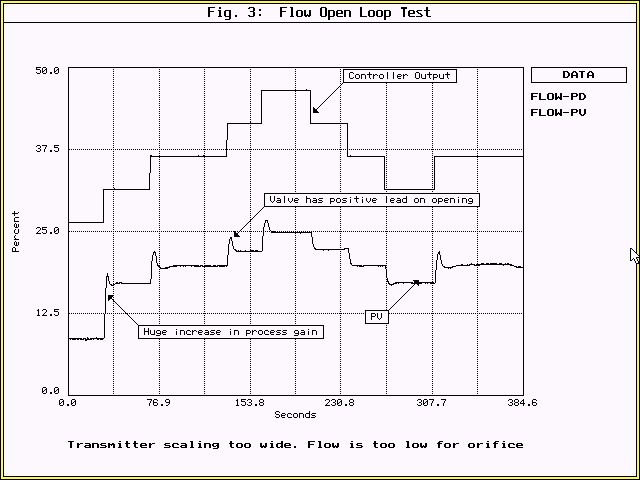 Fig. 3: Flow Open Loop Test
50.0
Controller Output
DATA
FLOW-PD
FLOW-PV
37.5
Valve has positive lead on opening
25.0
Percent
12.5
PV
Huge increase in process gain
0.0
0.0 76.9 153.8 230.8 307.7 384.6
Seconds
Transmitter scaling too wide. Flow is too low for orifice